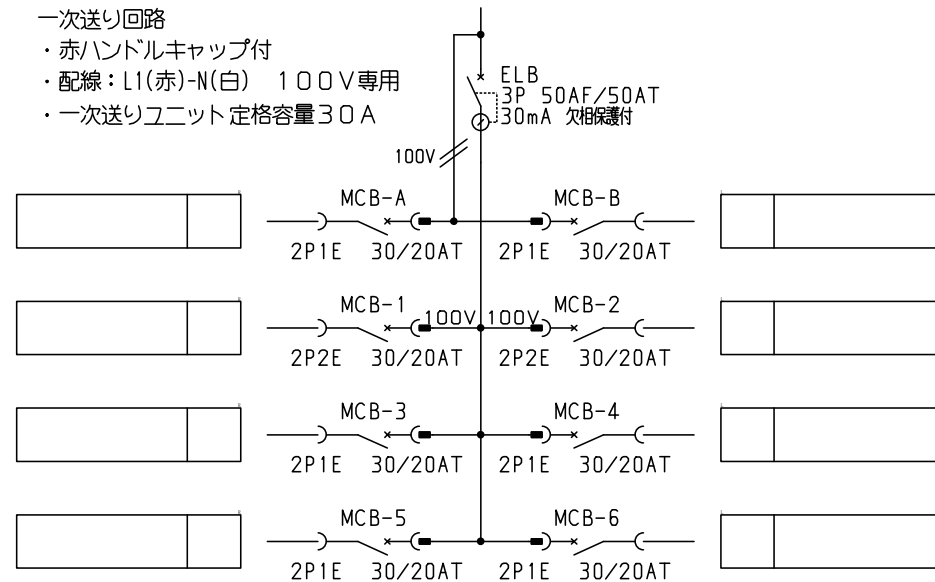 一次送り回路
・赤ハンドルキャップ付
・配線：L1(赤)-N(白)　１００Ｖ専用
・一次送りユニット定格容量３０Ａ
ELB
3P 50AF/50AT
30mA 欠相保護付
100V
MCB-A
MCB-B
2P1E 30/20AT
2P1E 30/20AT
MCB-1
MCB-2
100V 100V
2P2E 30/20AT
2P2E 30/20AT
MCB-3
MCB-4
2P1E 30/20AT
2P1E 30/20AT
MCB-5
MCB-6
2P1E 30/20AT
2P1E 30/20AT